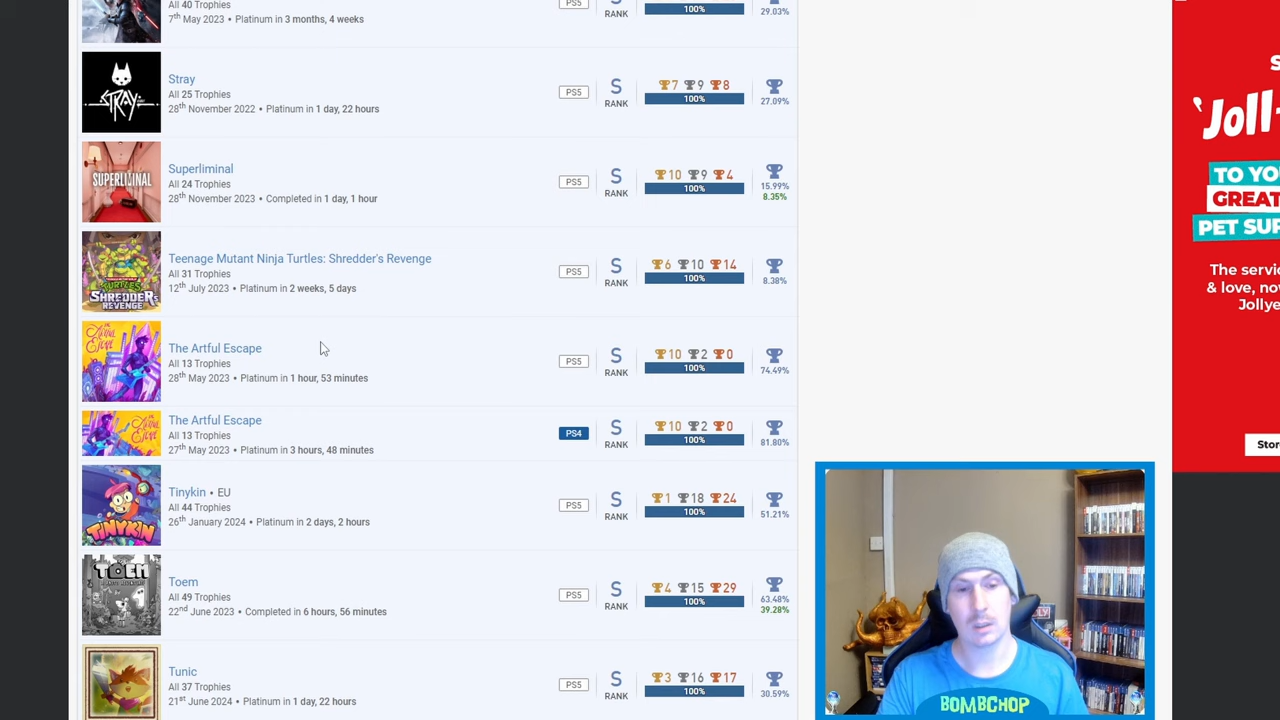 All 40 Trophies
7th May 2023 • Platinum in 3 months, 4 weeks
PS5
RANK
100%
29.03%
STRAY
Stray
All 25 Trophies
28th November 2022 • Platinum in 1 day, 22 hours
PS5
S
RANK
7 9 8
100%
27.09%
SUPERLIMINAL
Superliminal
All 24 Trophies
28th November 2023 • Completed in 1 day, 1 hour
PS5
S
RANK
10 9 4
100%
15.99%
8.35%
TURTLES
SHREDDER'S
REVENGE
Teenage Mutant Ninja Turtles: Shredder's Revenge
All 31 Trophies
12th July 2023 • Platinum in 2 weeks, 5 days
PS5
S
RANK
6 10 14
100%
8.38%
The Artful Escape
All 13 Trophies
28th May 2023 • Platinum in 1 hour, 53 minutes
PS5
S
RANK
10 2 0
100%
74.49%
The Artful Escape
All 13 Trophies
27th May 2023 • Platinum in 3 hours, 48 minutes
PS4
S
RANK
10 2 0
100%
81.80%
TINYKIN
Tinykin • EU
All 44 Trophies
26th January 2024 • Platinum in 2 days, 2 hours
PS5
S
RANK
1 18 24
100%
51.21%
TOEM
Toem
All 49 Trophies
22nd June 2023 • Completed in 6 hours, 56 minutes
PS5
S
RANK
4 15 29
100%
63.48%
39.28%
Tunic
All 37 Trophies
21st June 2024 • Platinum in 1 day, 22 hours
PS5
S
RANK
3 16 17
100%
30.59%
S
'Joll-
TO YO
GREAT
PET SUP
The servic
& love, nov
Jollye
Stor
BOMBCHOP